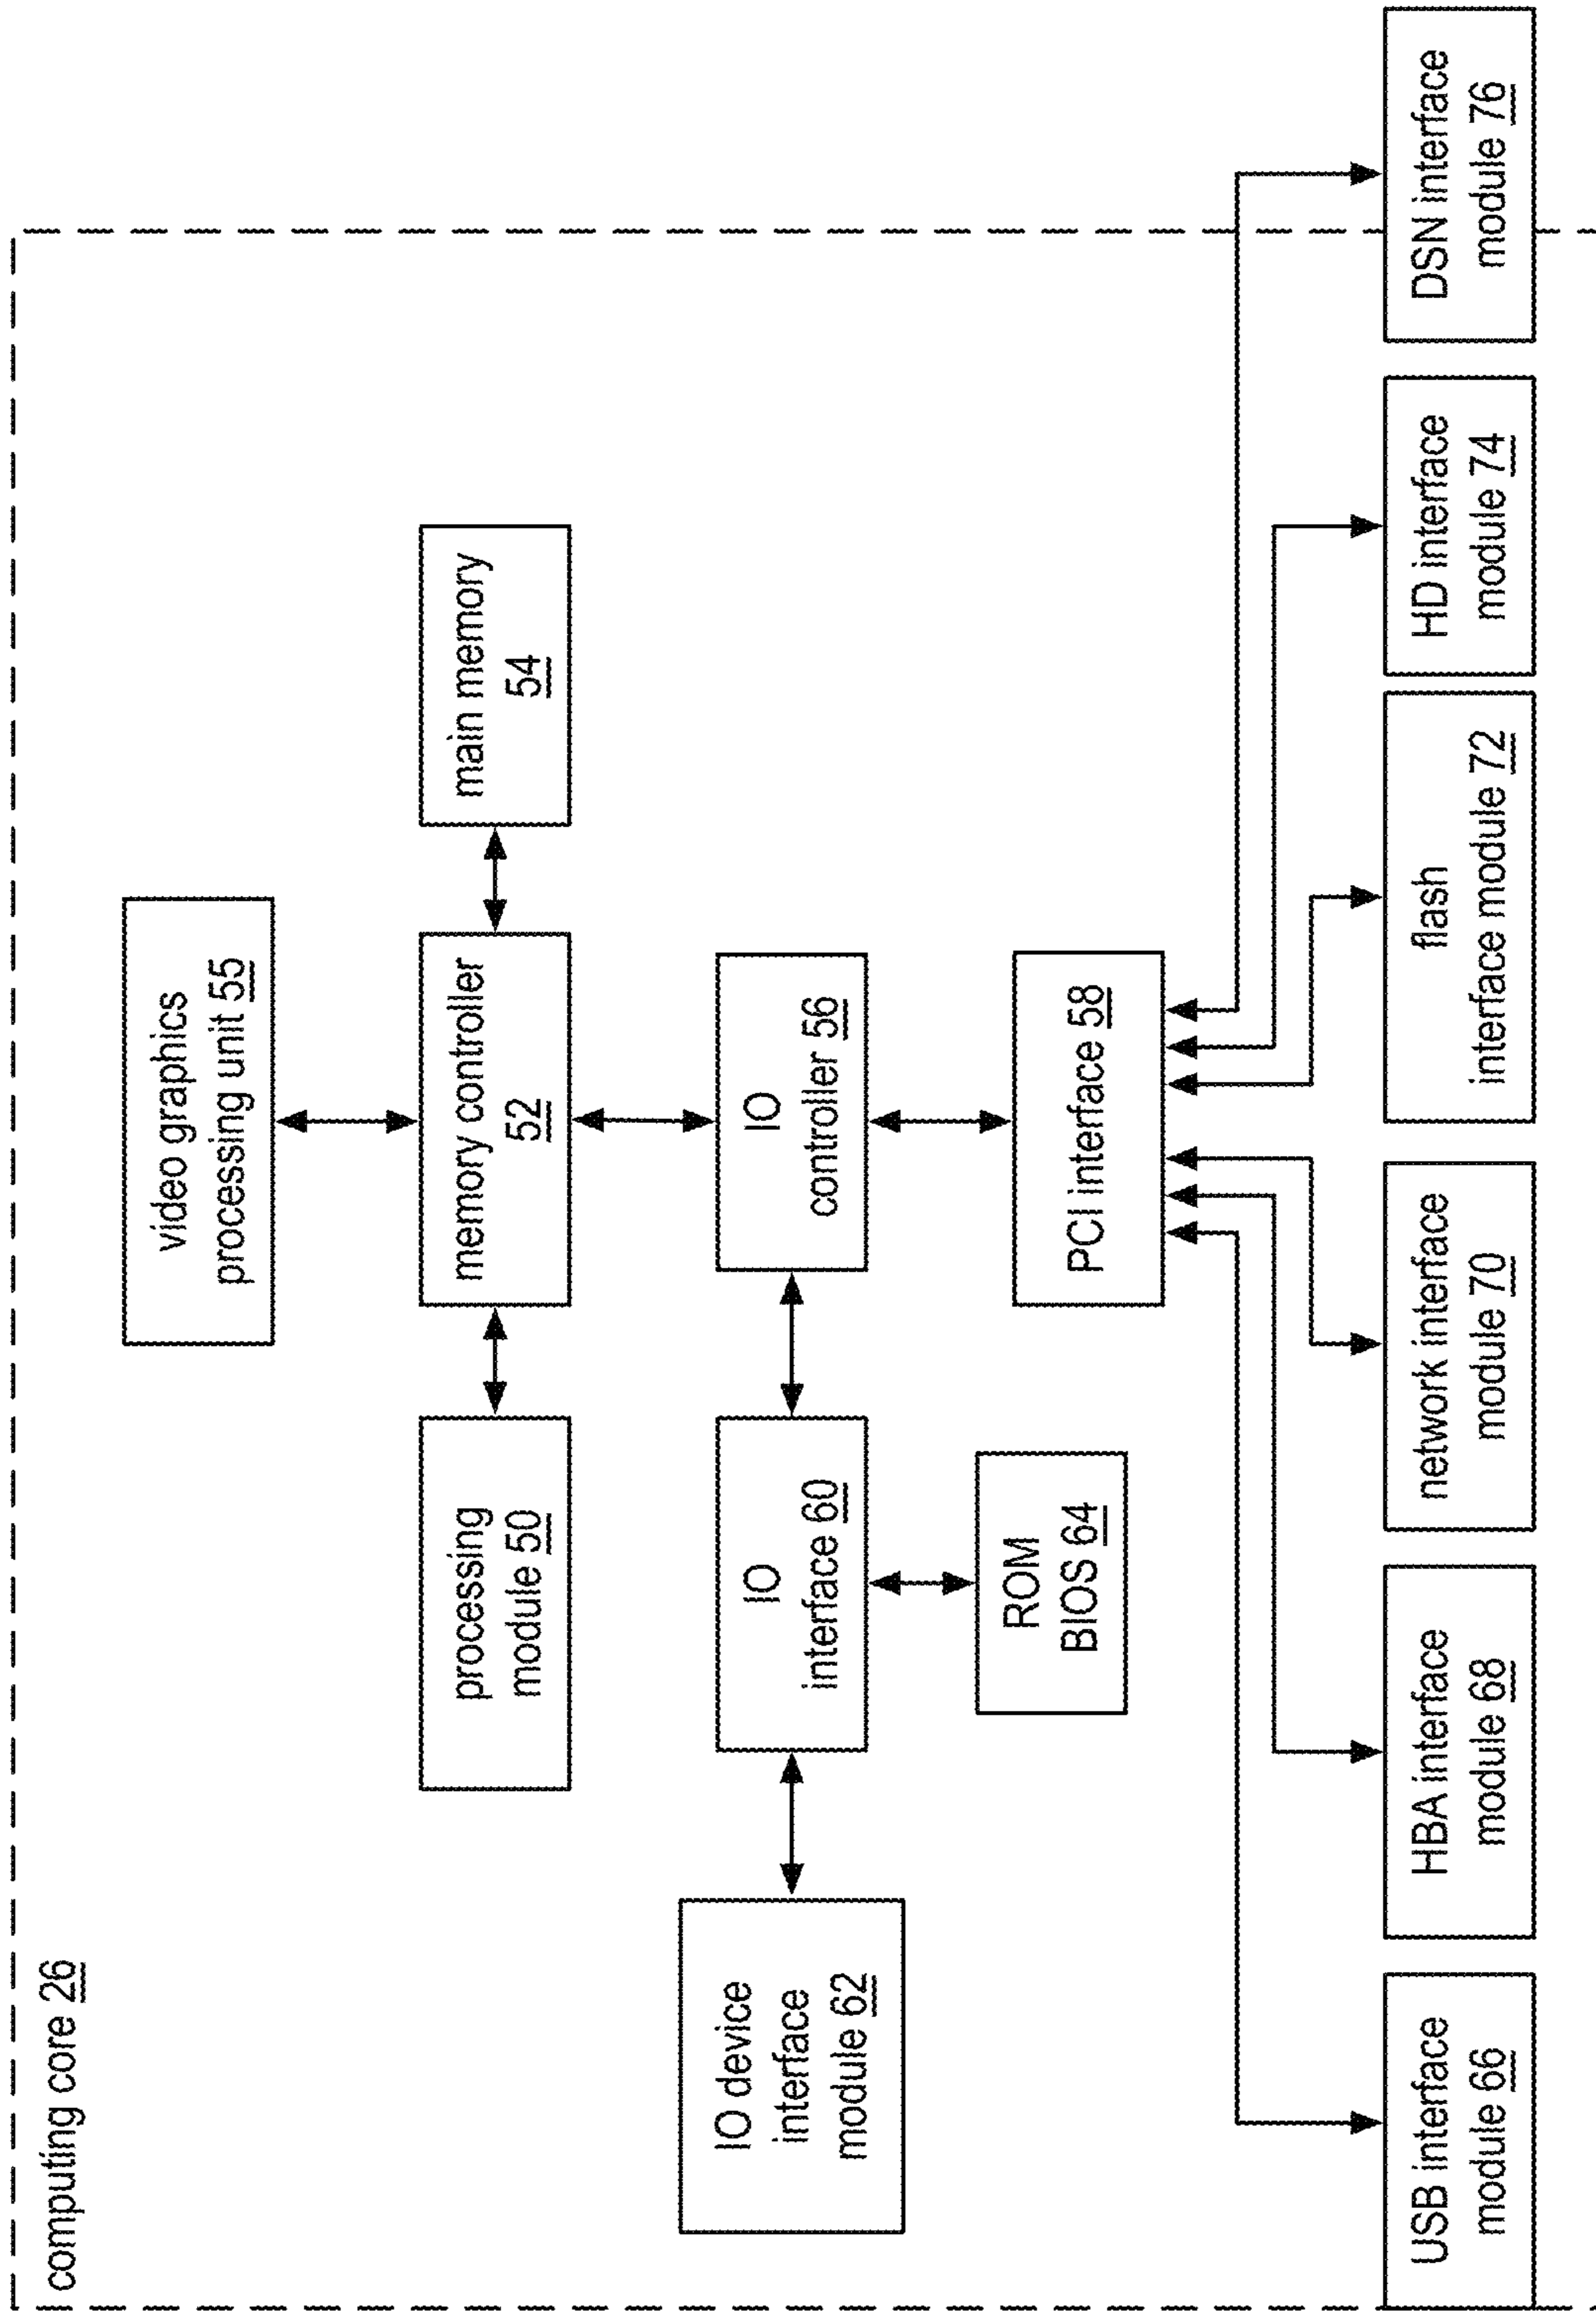 computing core 26
video graphics
processing unit 55
processing
module 50
memory controller
52
main memory
54
IO device
interface
module 62
IO
interface 60
IO
controller 56
ROM
BIOS 64
PCI interface 58
USB interface
module 66
HBA interface
module 68
network interface
module 70
flash
interface module 72
HD interface
module 74
DSN interface
module 76